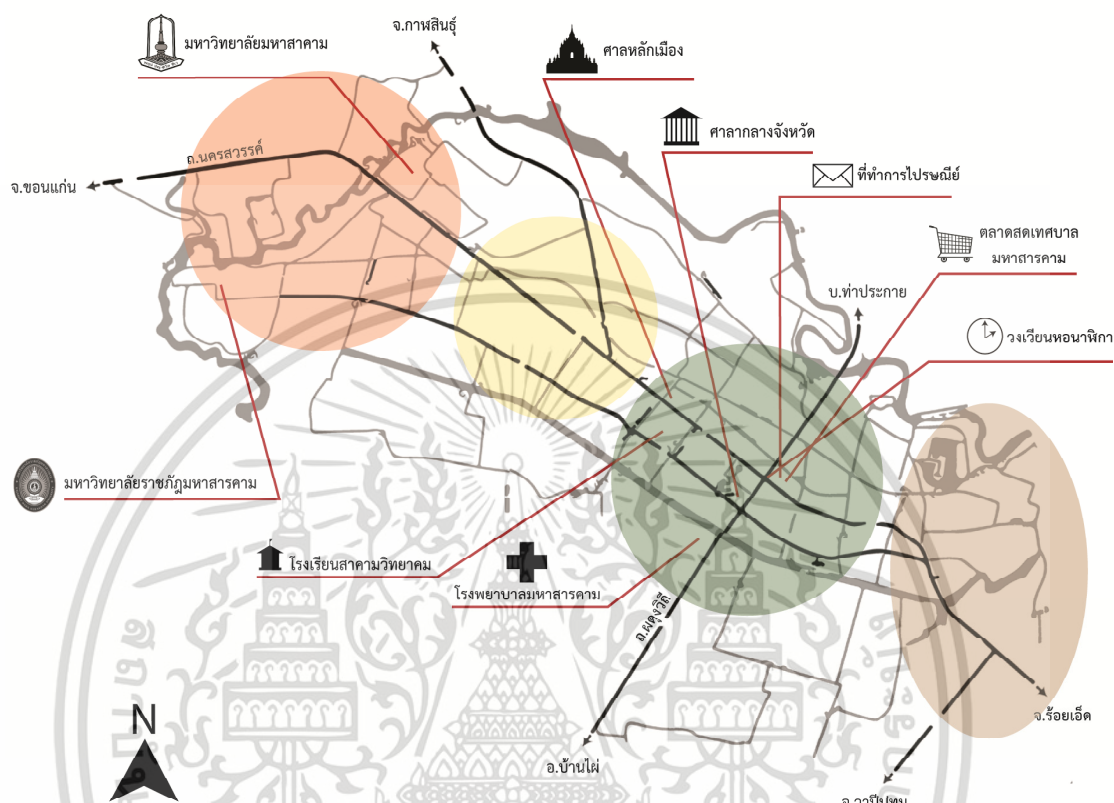 จ.กาฬสินธุ์
มหาวิทยาลัยมหาสาคาม
ศาลหลักเมือง
ศาลากลางจังหวัด
ถ.นครสวรรค์
จ.ขอนแก่น
ที่ทำการไปรษณีย์
ตลาดสดเทศบาล
มหาสารคาม
บ.ท่าประกาย
วงเวียนหอนาฬิกา
มหาวิทยาลัยราชภัฎมหาสารคาม
โรงเรียนสาคามวิทยาคม
โรงพยาบาลมหาสารคาม
ถ.ผดุงวิถี
N
จ.ร้อยเอ็ด
อ.บ้านไผ่